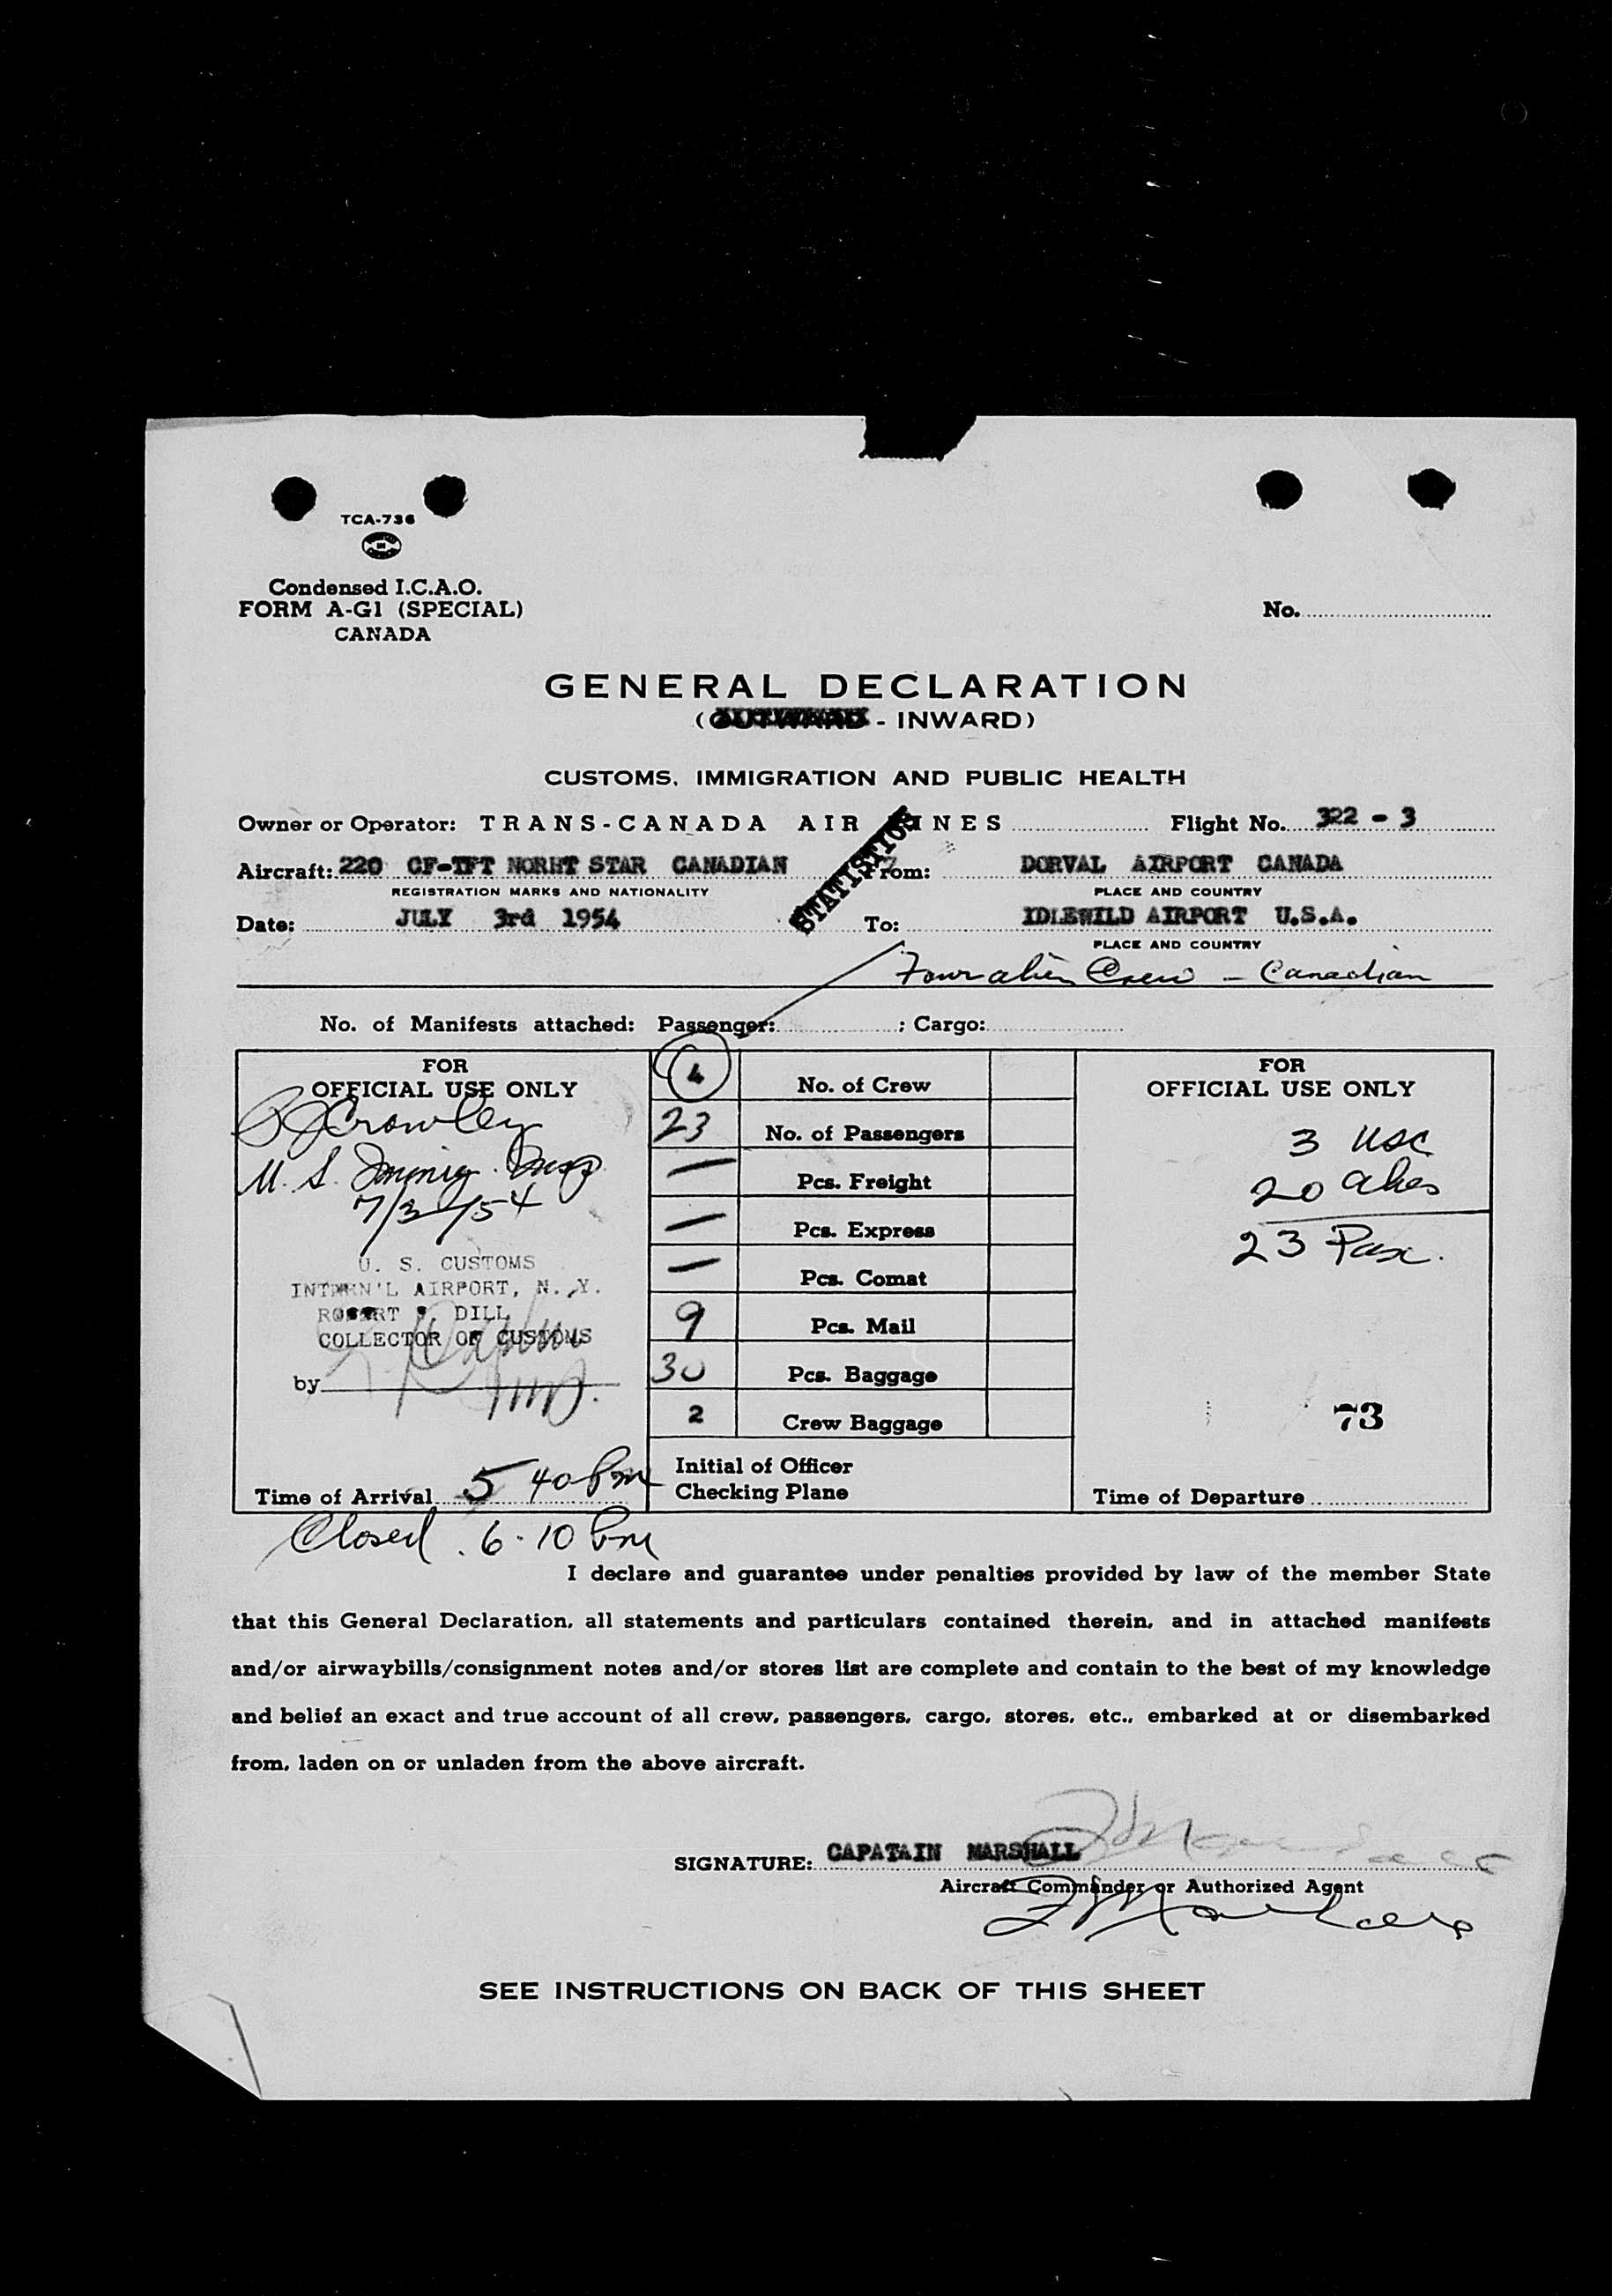 TCA-736
Condensed I.C.A.O.
FORM A-G1 (SPECIAL)
CANADA
No.
GENERAL DECLARATION
(OUTWARD - INWARD)
CUSTOMS, IMMIGRATION AND PUBLIC HEALTH
Owner or Operator: TRANS-CANADA AIR LINES Flight No. 322 - 3
STATISTICS
Aircraft: 220 CF-TFT NORHT STAR CANADIAN From: DORVAL AIRPORT CANADA
REGISTRATION MARKS AND NATIONALITY PLACE AND COUNTRY
Date: JULY 3rd 1954 To: IDLEWILD AIRPORT U.S.A.
PLACE AND COUNTRY
Four alien Crew - Canadian
No. of Manifests attached: Passenger: ; Cargo:
FOR
OFFICIAL USE ONLY
Crowley
U. S. Immig. Insp.
7/3/54
U. S. CUSTOMS
INTERN'L AIRPORT, N. Y.
ROBERT DILL
COLLECTOR OF CUSTOMS
by
Time of Arrival 5 40 Pm
Closed. 6-10 Pm
4 No. of Crew
23 No. of Passengers
— Pcs. Freight
— Pcs. Express
— Pcs. Comat
9 Pcs. Mail
30 Pcs. Baggage
2 Crew Baggage
Initial of Officer
Checking Plane
FOR
OFFICIAL USE ONLY
3 USC
20
23 Pax.
73
Time of Departure
I declare and guarantee under penalties provided by law of the member State
that this General Declaration, all statements and particulars contained therein, and in attached manifests
and/or airwaybills/consignment notes and/or stores list are complete and contain to the best of my knowledge
and belief an exact and true account of all crew, passengers, cargo, stores, etc., embarked at or disembarked
from, laden on or unladen from the above aircraft.
SIGNATURE: CAPATAIN MARSHALL
Aircraft Commander or Authorized Agent
SEE INSTRUCTIONS ON BACK OF THIS SHEET